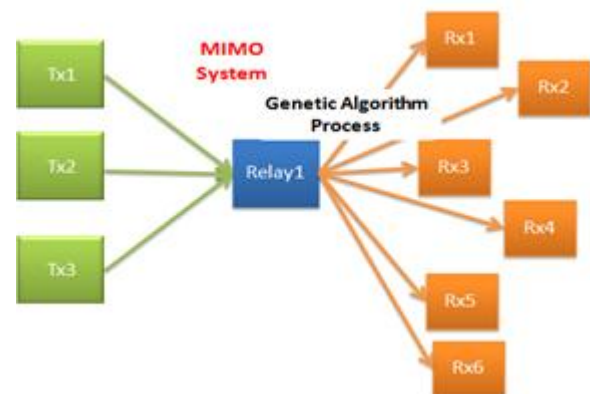 MIMO
System
Rx1
Tx1
Rx2
Genetic Algorithm
Process
Tx2
Relay1
Rx3
Rx4
Tx3
Rx5
Rx6